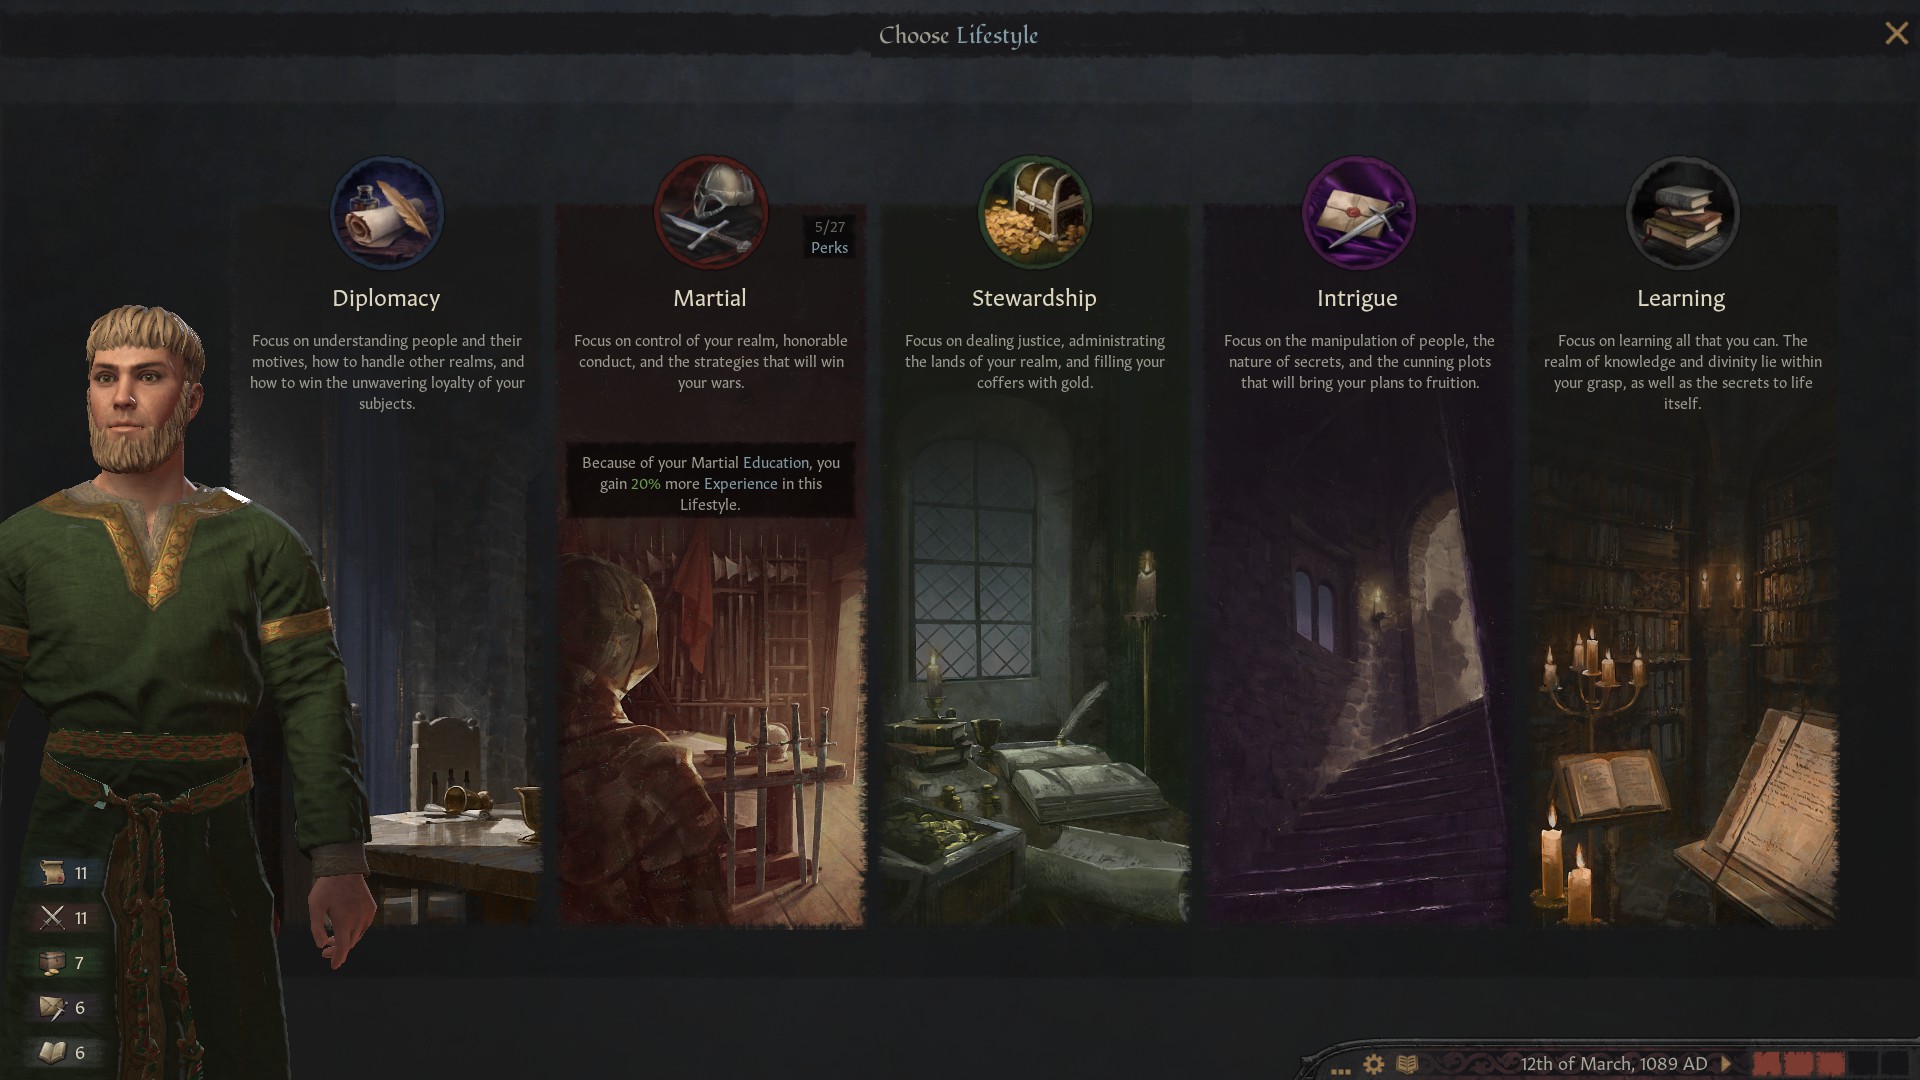 Choose Lifestyle
5/27
Perks
Diplomacy
Focus on understanding people and their
motives, how to handle other realms, and
how to win the unwavering loyalty of your
subjects.
Martial
Focus on control of your realm, honorable
conduct, and the strategies that will win
your wars.
Because of your Martial Education, you
gain 20% more Experience in this
Lifestyle.
Stewardship
Focus on dealing justice, administrating
the lands of your realm, and filling your
coffers with gold.
Intrigue
Focus on the manipulation of people, the
nature of secrets, and the cunning plots
that will bring your plans to fruition.
Learning
Focus on learning all that you can. The
realm of knowledge and divinity lie within
your grasp, as well as the secrets to life
itself.
11
11
7
6
6
12th of March, 1089 AD